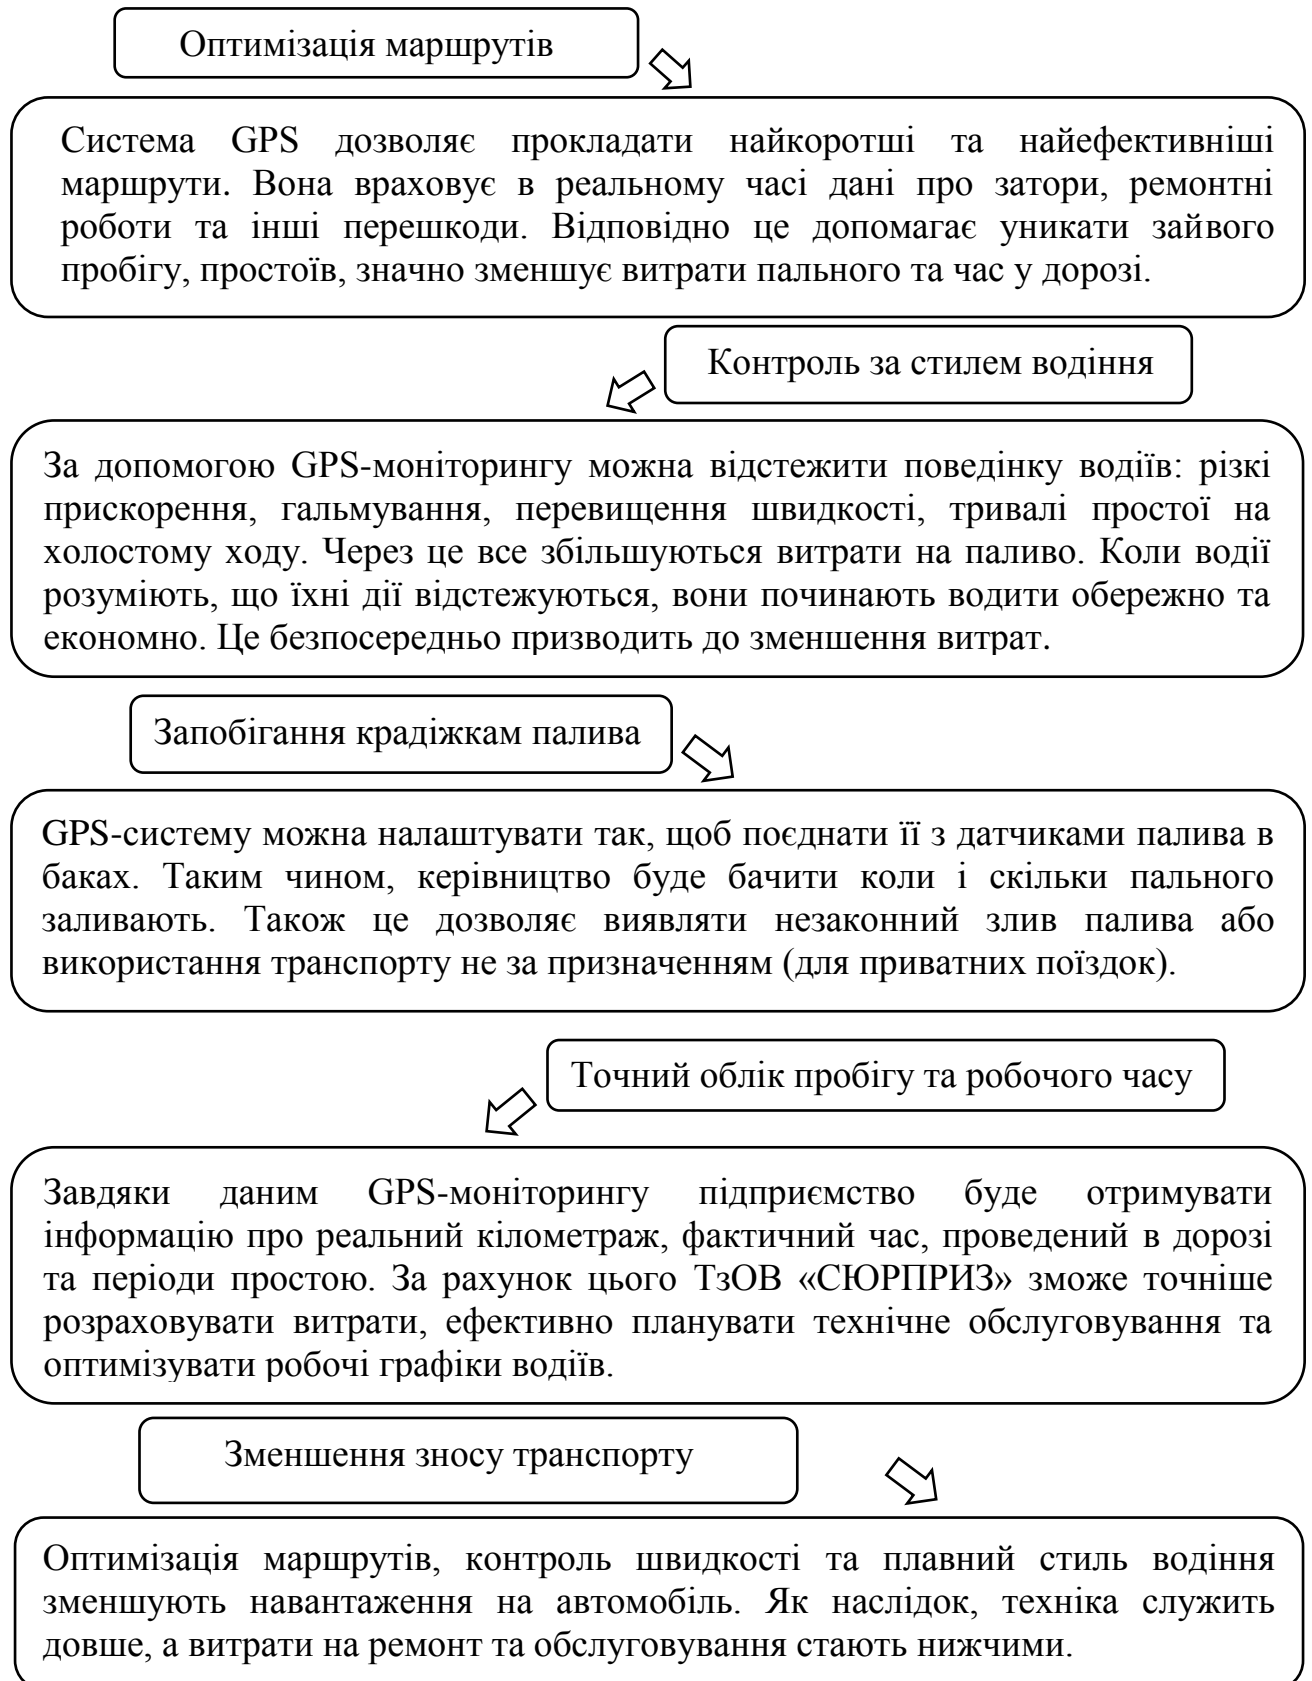 Оптимізація маршрутів
Система GPS дозволяє прокладати найкоротші та найефективніші
маршрути. Вона враховує в реальному часі дані про затори, ремонтні
роботи та інші перешкоди. Відповідно це допомагає уникати зайвого
пробігу, простоїв, значно зменшує витрати пального та час у дорозі.
Контроль за стилем водіння
За допомогою GPS-моніторингу можна відстежити поведінку водіїв: різкі
прискорення, гальмування, перевищення швидкості, тривалі простої на
холостому ходу. Через це все збільшуються витрати на паливо. Коли водії
розуміють, що їхні дії відстежуються, вони починають водити обережно та
економно. Це безпосередньо призводить до зменшення витрат.
Запобігання крадіжкам палива
GPS-систему можна налаштувати так, щоб поєднати її з датчиками палива в
баках. Таким чином, керівництво буде бачити коли і скільки пального
заливають. Також це дозволяє виявляти незаконний злив палива або
використання транспорту не за призначенням (для приватних поїздок).
Точний облік пробігу та робочого часу
Завдяки даним GPS-моніторингу підприємство буде отримувати
інформацію про реальний кілометраж, фактичний час, проведений в дорозі
та періоди простою. За рахунок цього ТзОВ «СЮРПРИЗ» зможе точніше
розраховувати витрати, ефективно планувати технічне обслуговування та
оптимізувати робочі графіки водіїв.
Зменшення зносу транспорту
Оптимізація маршрутів, контроль швидкості та плавний стиль водіння
зменшують навантаження на автомобіль. Як наслідок, техніка служить
довше, а витрати на ремонт та обслуговування стають нижчими.